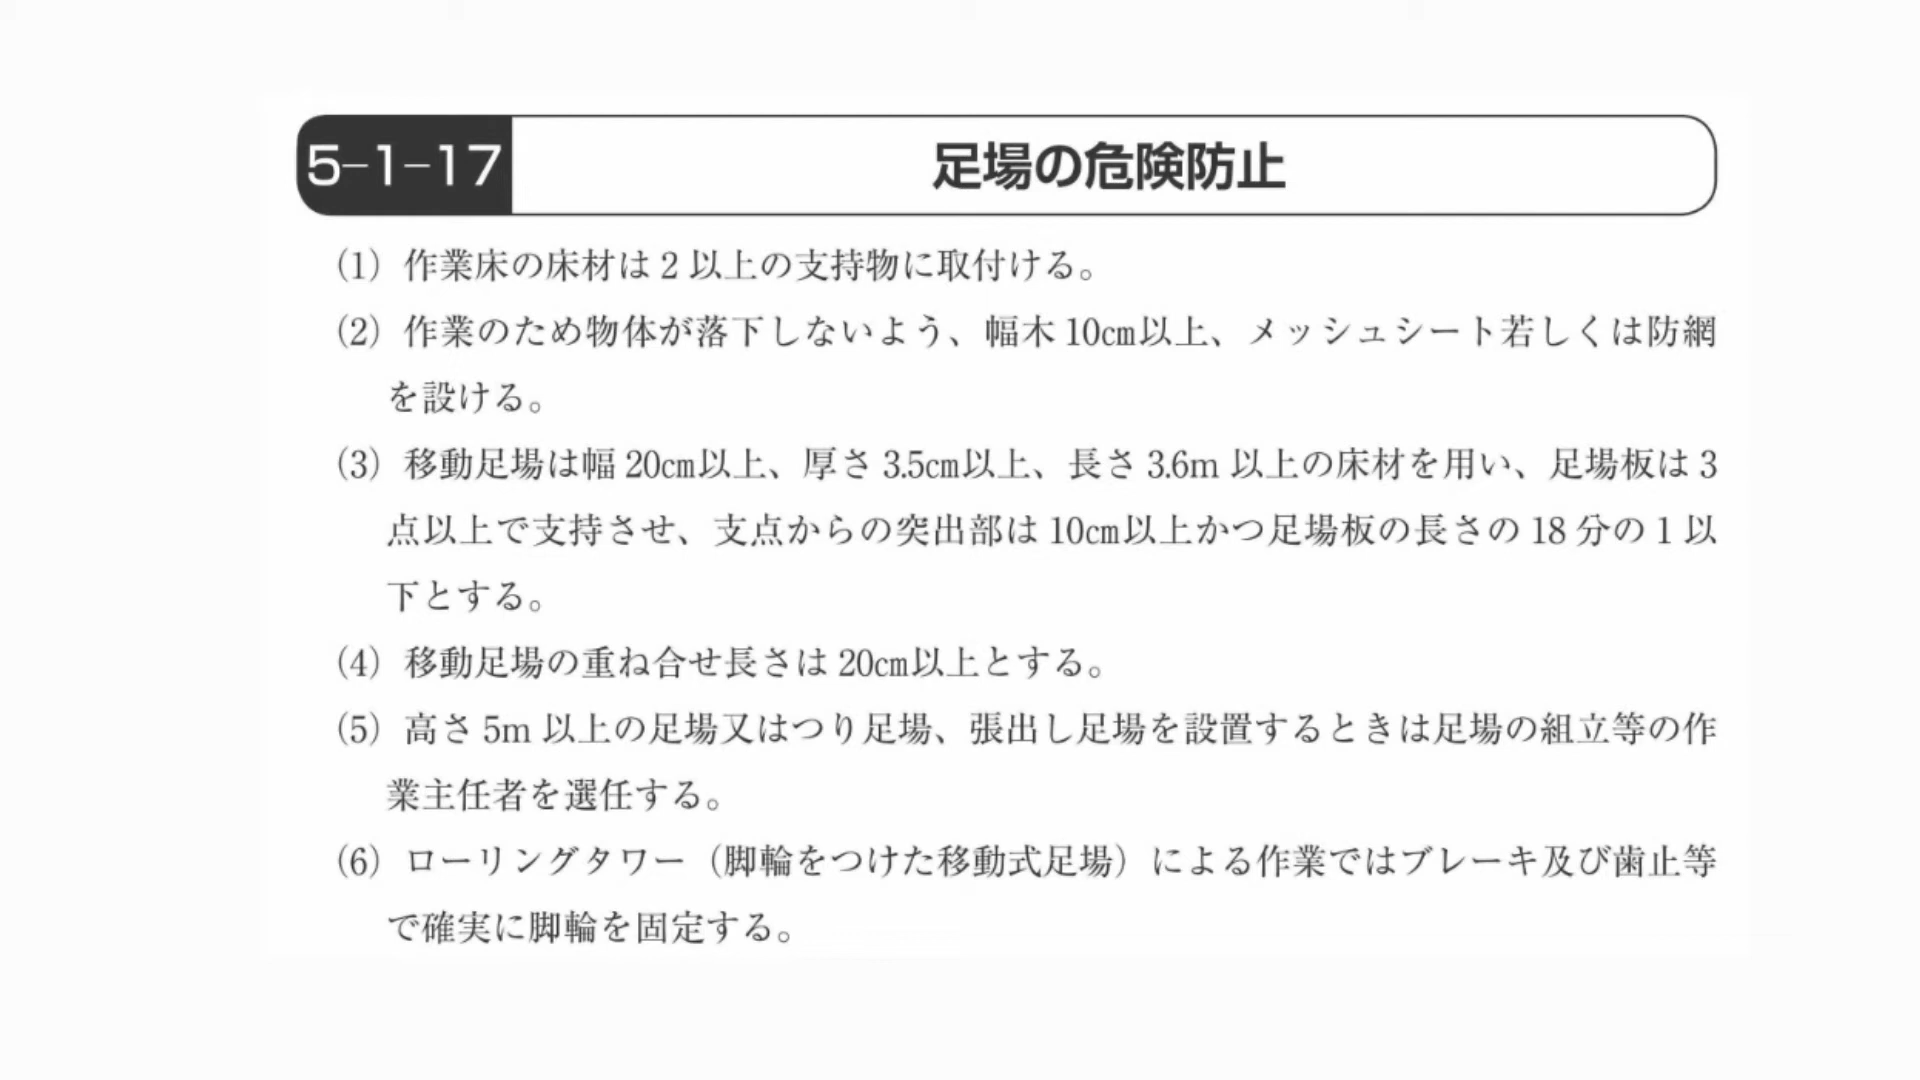 5-1-17 足場の危険防止
(1) 作業床の床材は2以上の支持物に取付ける。
(2) 作業のため物体が落下しないよう、幅木10㎝以上、メッシュシート若しくは防網
を設ける。
(3) 移動足場は幅20㎝以上、厚さ3.5㎝以上、長さ3.6m以上の床材を用い、足場板は3
点以上で支持させ、支点からの突出部は10㎝以上かつ足場板の長さの18分の1以
下とする。
(4) 移動足場の重ね合せ長さは20㎝以上とする。
(5) 高さ5m以上の足場又はつり足場、張出し足場を設置するときは足場の組立等の作
業主任者を選任する。
(6) ローリングタワー（脚輪をつけた移動式足場）による作業ではブレーキ及び歯止等
で確実に脚輪を固定する。